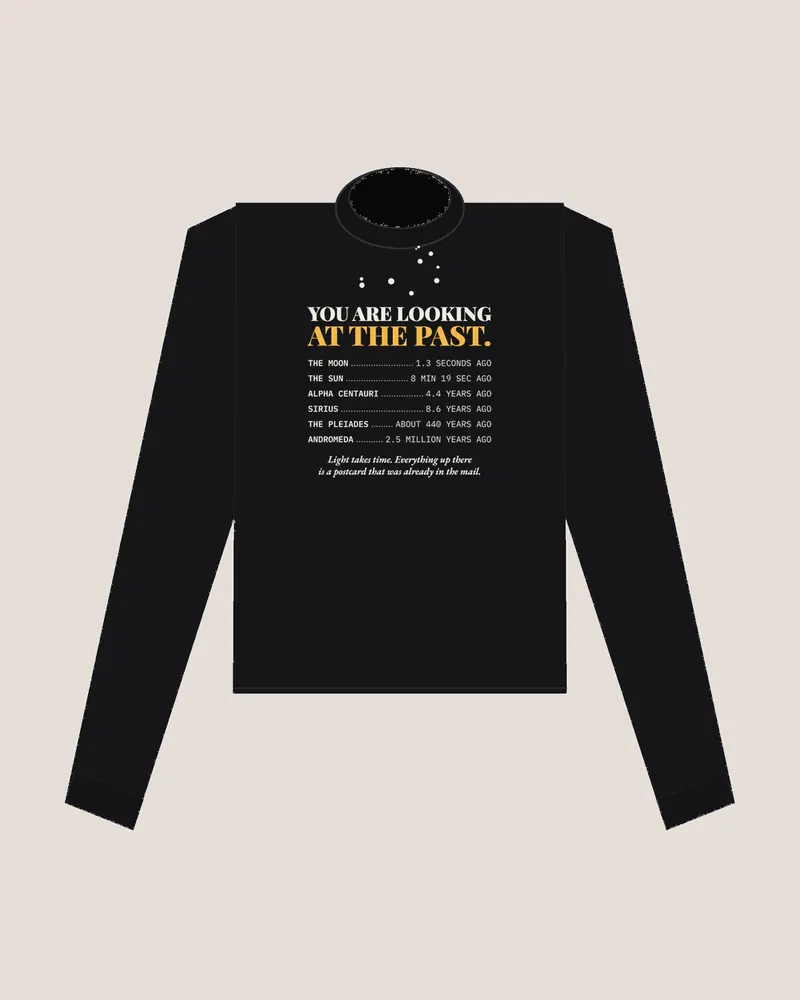 YOU ARE LOOKING
AT THE PAST.
THE MOON ........................ 1.3 SECONDS AGO
THE SUN ........................ 8 MIN 19 SEC AGO
ALPHA CENTAURI ................ 4.4 YEARS AGO
SIRIUS ............................... 8.6 YEARS AGO
THE PLEIADES ........ ABOUT 440 YEARS AGO
ANDROMEDA .......... 2.5 MILLION YEARS AGO
Light takes time. Everything up there
is a postcard that was already in the mail.